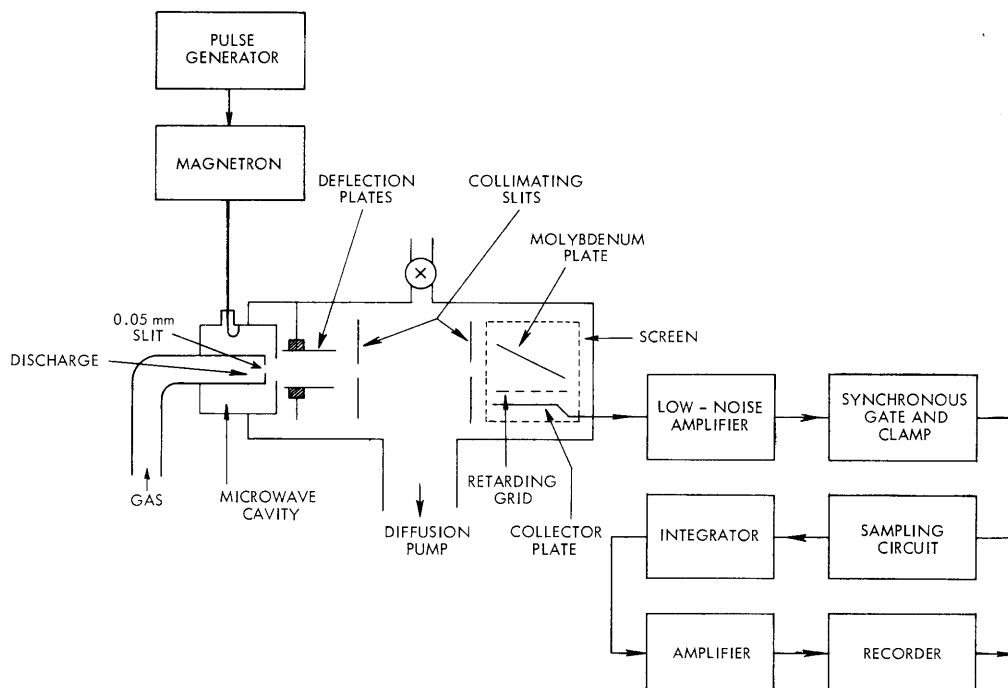 PULSE
GENERATOR
MAGNETRON
DEFLECTION
PLATES
COLLIMATING
SLITS
MOLYBDENUM
PLATE
0.05 mm
SLIT
DISCHARGE
SCREEN
GAS
MICROWAVE
CAVITY
DIFFUSION
PUMP
RETARDING
GRID
COLLECTOR
PLATE
LOW - NOISE
AMPLIFIER
SYNCHRONOUS
GATE AND
CLAMP
INTEGRATOR
SAMPLING
CIRCUIT
AMPLIFIER
RECORDER